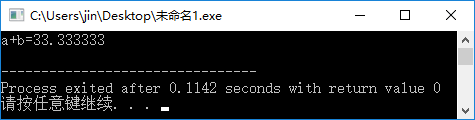 C:\Users\jin\Desktop\未命名1.exe
a+b=33.333333
--------------------------------
Process exited after 0.1142 seconds with return value 0
请按任意键继续. . .